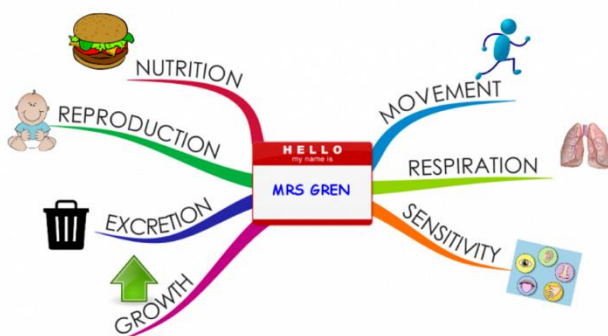 HELLO
my name is
MRS GREN
MOVEMENT
RESPIRATION
SENSITIVITY
GROWTH
EXCRETION
REPRODUCTION
NUTRITION